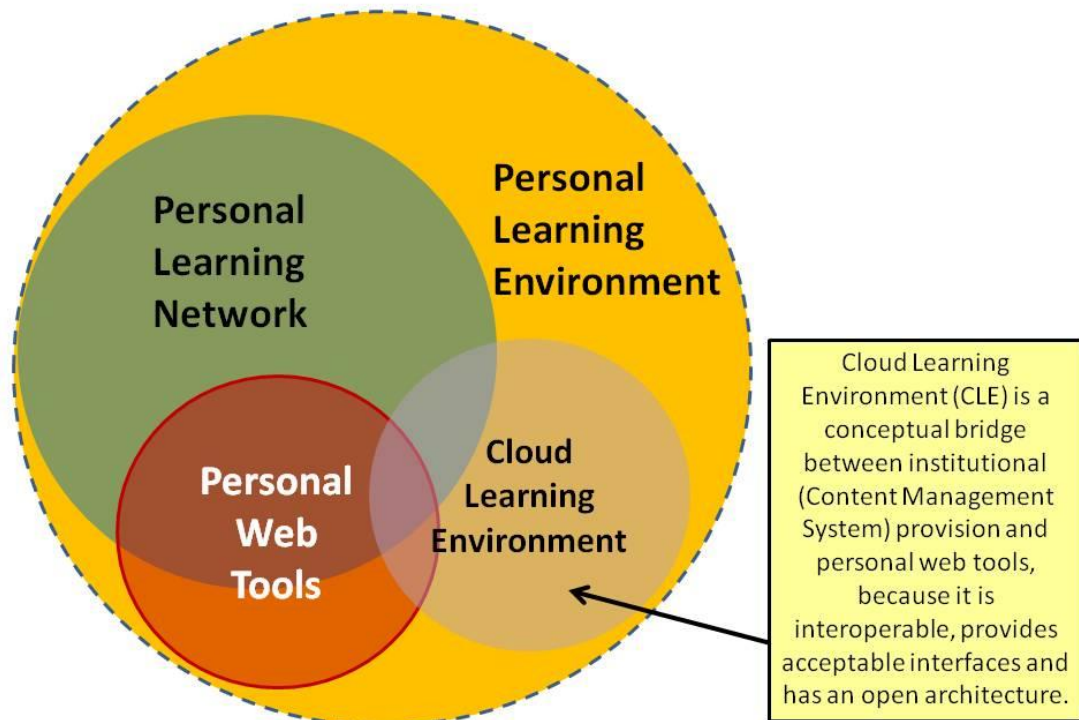 Personal
Learning
Network
Personal
Learning
Environment
Personal
Web
Tools
Cloud
Learning
Environment
Cloud Learning
Environment (CLE) is a
conceptual bridge
between institutional
(Content Management
System) provision and
personal web tools,
because it is
interoperable, provides
acceptable interfaces and
has an open architecture.